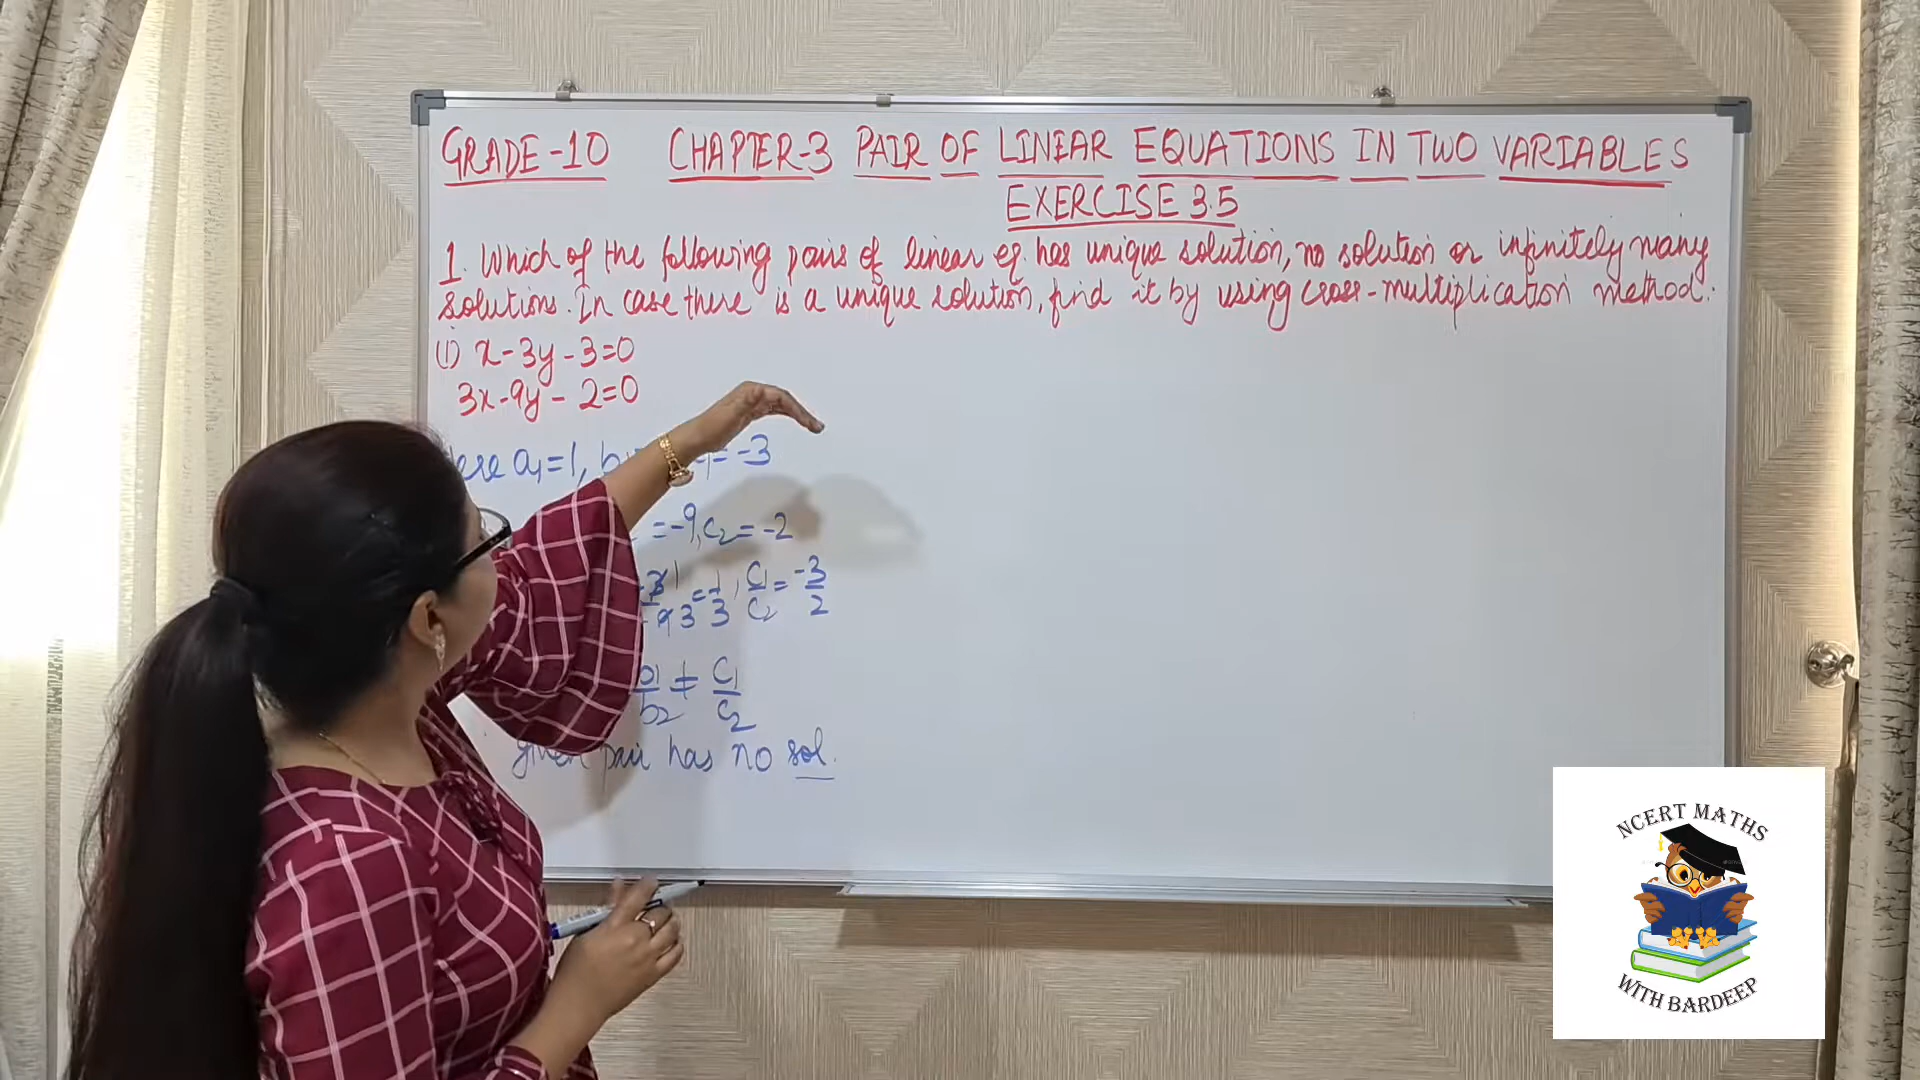 GRADE-10 CHAPTER-3 PAIR OF LINEAR EQUATIONS IN TWO VARIABLES
EXERCISE 3.5
1. Which of the following pairs of linear eq. has unique solution, no solution or infinitely many
solutions. In case there is a unique solution, find it by using cross-multiplication method.
(i) x-3y-3=0
3x-9y-2=0
a₁=1, = -3
=-9, c₂=-2
=1/3, c₁/c₂=-3/2
b₁/b₂ ≠ c₁/c₂
given pair has no sol.
NCERT MATHS
WITH BARDEEP